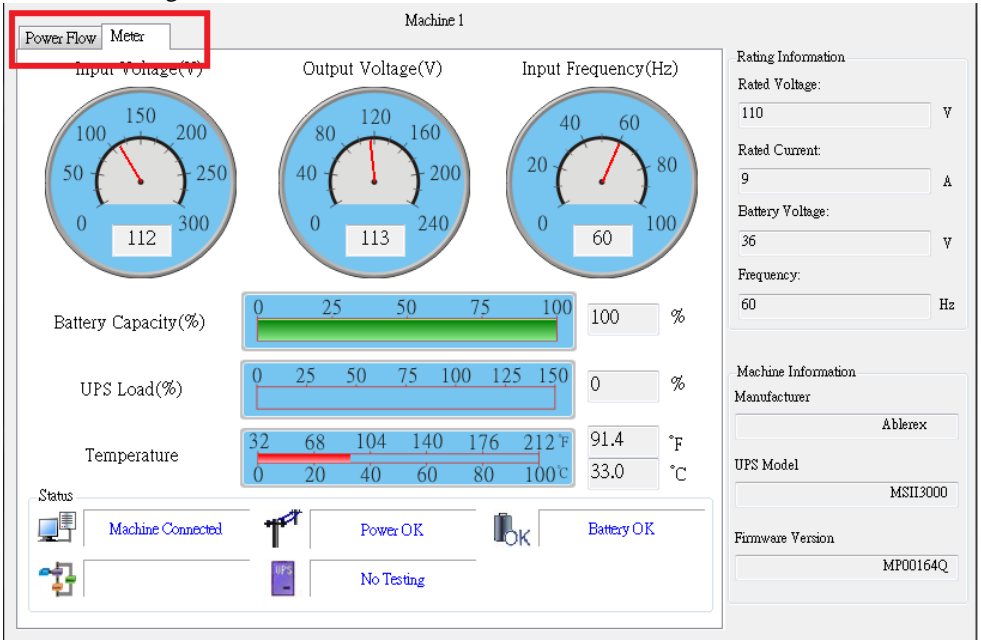 Machine 1
Power Flow Meter
Input Voltage(V) Output Voltage(V) Input Frequency(Hz)
0 50 100 150 200 250 300
112
0 40 80 120 160 200 240
113
0 20 40 60 80 100
60
Battery Capacity(%) 0 25 50 75 100 100 %
UPS Load(%) 0 25 50 75 100 125 150 0 %
Temperature
32 68 104 140 176 212 °F 91.4 °F
0 20 40 60 80 100 °C 33.0 °C
Status
Machine Connected Power OK OK Battery OK
UPS No Testing
Rating Information
Rated Voltage:
110 V
Rated Current:
9 A
Battery Voltage:
36 V
Frequency:
60 Hz
Machine Information
Manufacturer
Ablerex
UPS Model
MSII3000
Firmware Version
MP00164Q